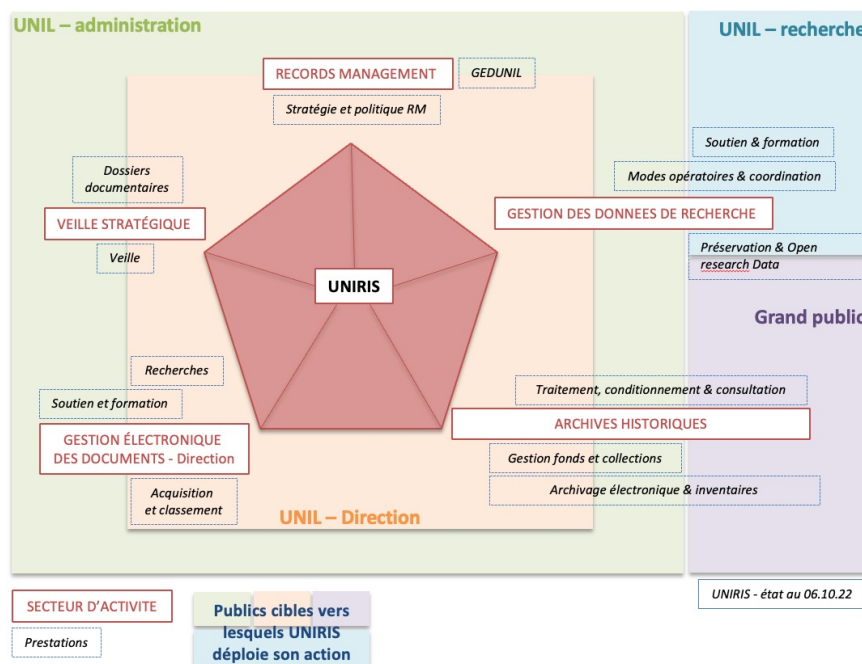 UNIL – administration
UNIL – recherche
RECORDS MANAGEMENT
GEDUNIL
Stratégie et politique RM
Soutien & formation
Dossiers
documentaires
Modes opératoires & coordination
VEILLE STRATÉGIQUE
GESTION DES DONNEES DE RECHERCHE
Veille
Préservation & Open
research Data
UNIRIS
Grand public
Recherches
Traitement, conditionnement & consultation
Soutien et formation
ARCHIVES HISTORIQUES
GESTION ÉLECTRONIQUE
DES DOCUMENTS - Direction
Gestion fonds et collections
Acquisition
et classement
Archivage électronique & inventaires
UNIL – Direction
SECTEUR D'ACTIVITE
Prestations
Publics cibles vers
lesquels UNIRIS
déploie son action
UNIRIS - état au 06.10.22